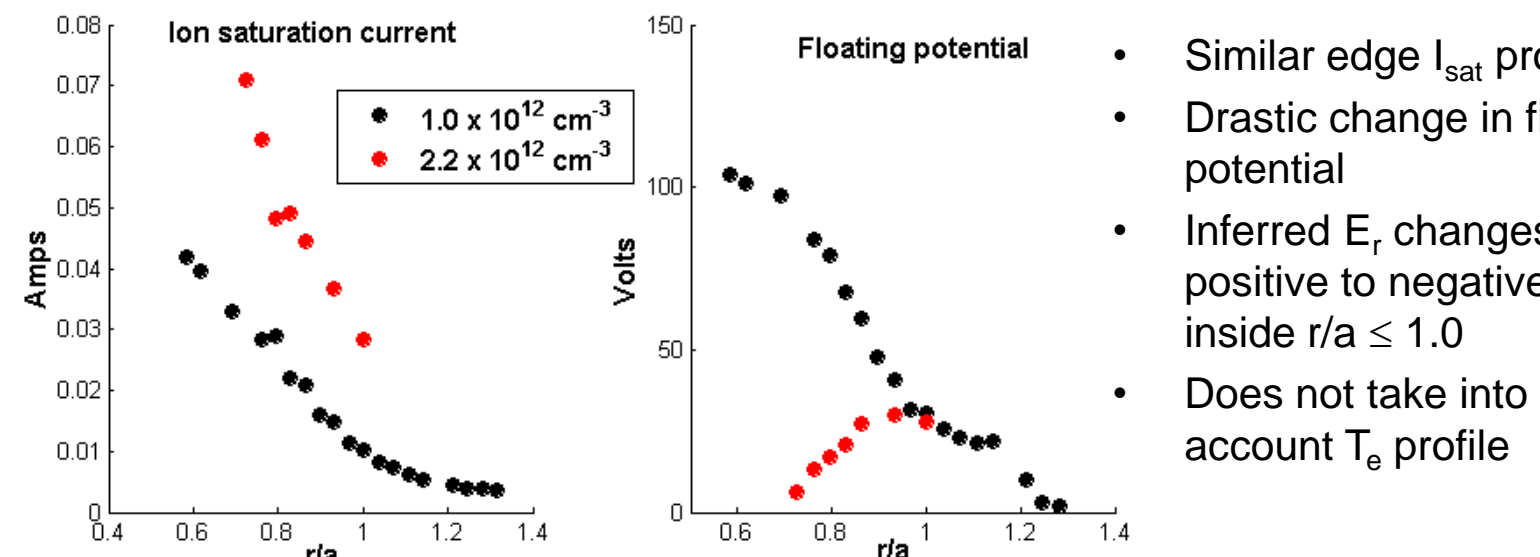 Ion saturation current
0.08
0.07
0.06
0.05
0.04
0.03
0.02
0.01
0
Amps
0.4
0.6
0.8
1
1.2
1.4
r/a
1.0 x 10^12 cm^-3
2.2 x 10^12 cm^-3
Floating potential
150
100
50
0
Volts
0.6
0.8
1
1.2
1.4
r/a
• Similar edge I_sat
• Drastic change in
potential
• Inferred E_r changes
positive to negative
inside r/a ≤ 1.0
• Does not take into
account T_e profile